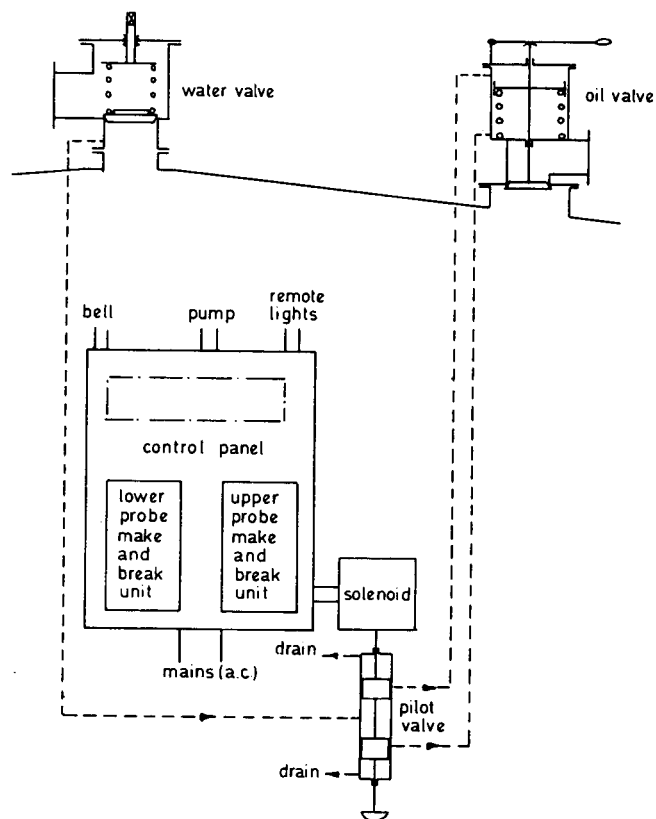 water valve
oil valve
bell
pump
remote
lights
control panel
lower
probe
make
and
break
unit
upper
probe
make
and
break
unit
solenoid
mains (a.c.)
drain
pilot
valve
drain